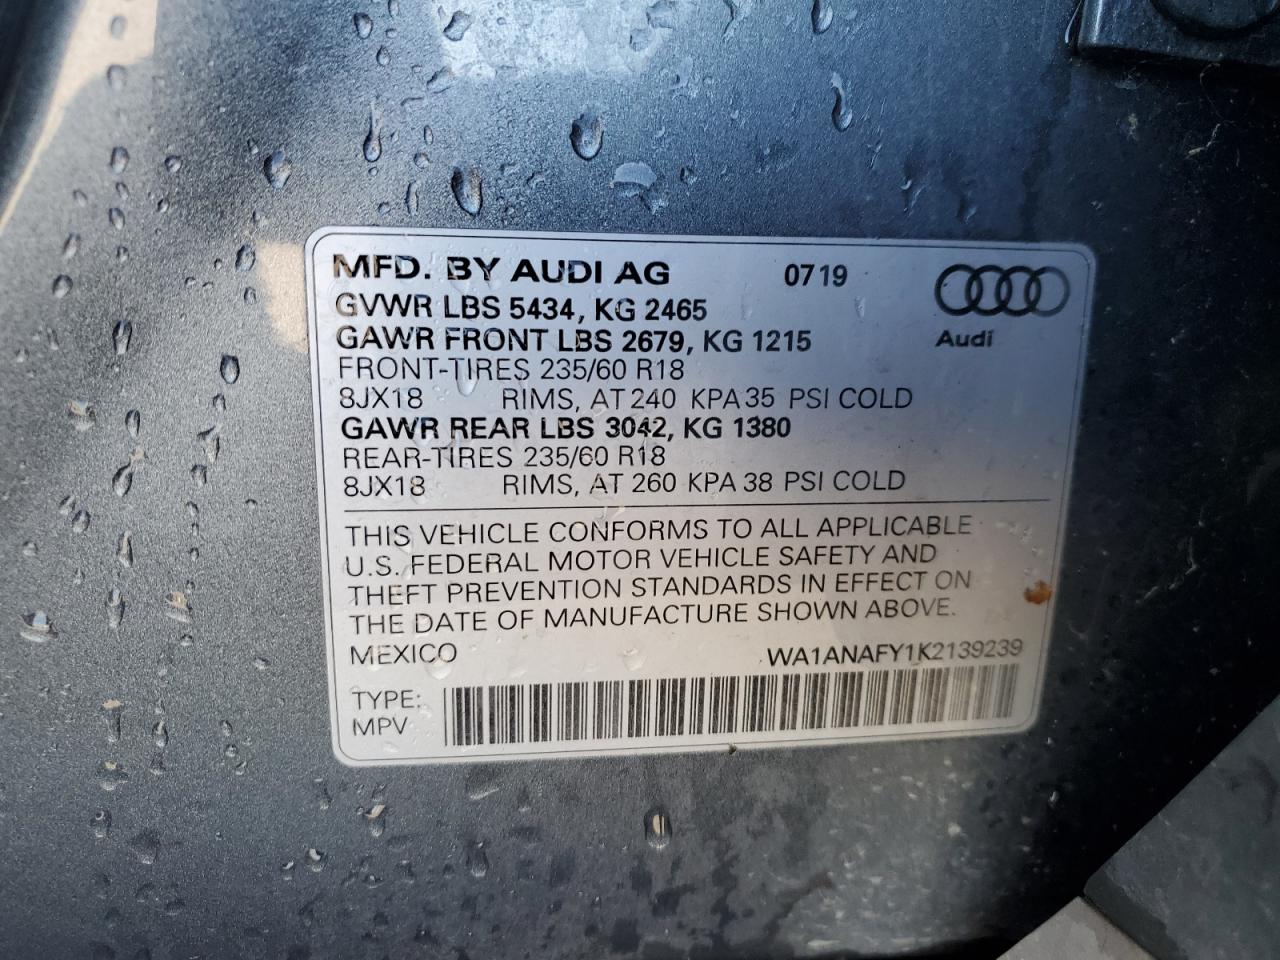 MFD. BY AUDI AG 0719
GVWR LBS 5434, KG 2465
GAWR FRONT LBS 2679, KG 1215
Audi
FRONT-TIRES 235/60 R18
8JX18 RIMS, AT 240 KPA 35 PSI COLD
GAWR REAR LBS 3042, KG 1380
REAR-TIRES 235/60 R18
8JX18 RIMS, AT 260 KPA 38 PSI COLD
THIS VEHICLE CONFORMS TO ALL APPLICABLE
U.S. FEDERAL MOTOR VEHICLE SAFETY AND
THEFT PREVENTION STANDARDS IN EFFECT ON
THE DATE OF MANUFACTURE SHOWN ABOVE.
MEXICO WA1ANAFY1K2139239
TYPE:
MPV